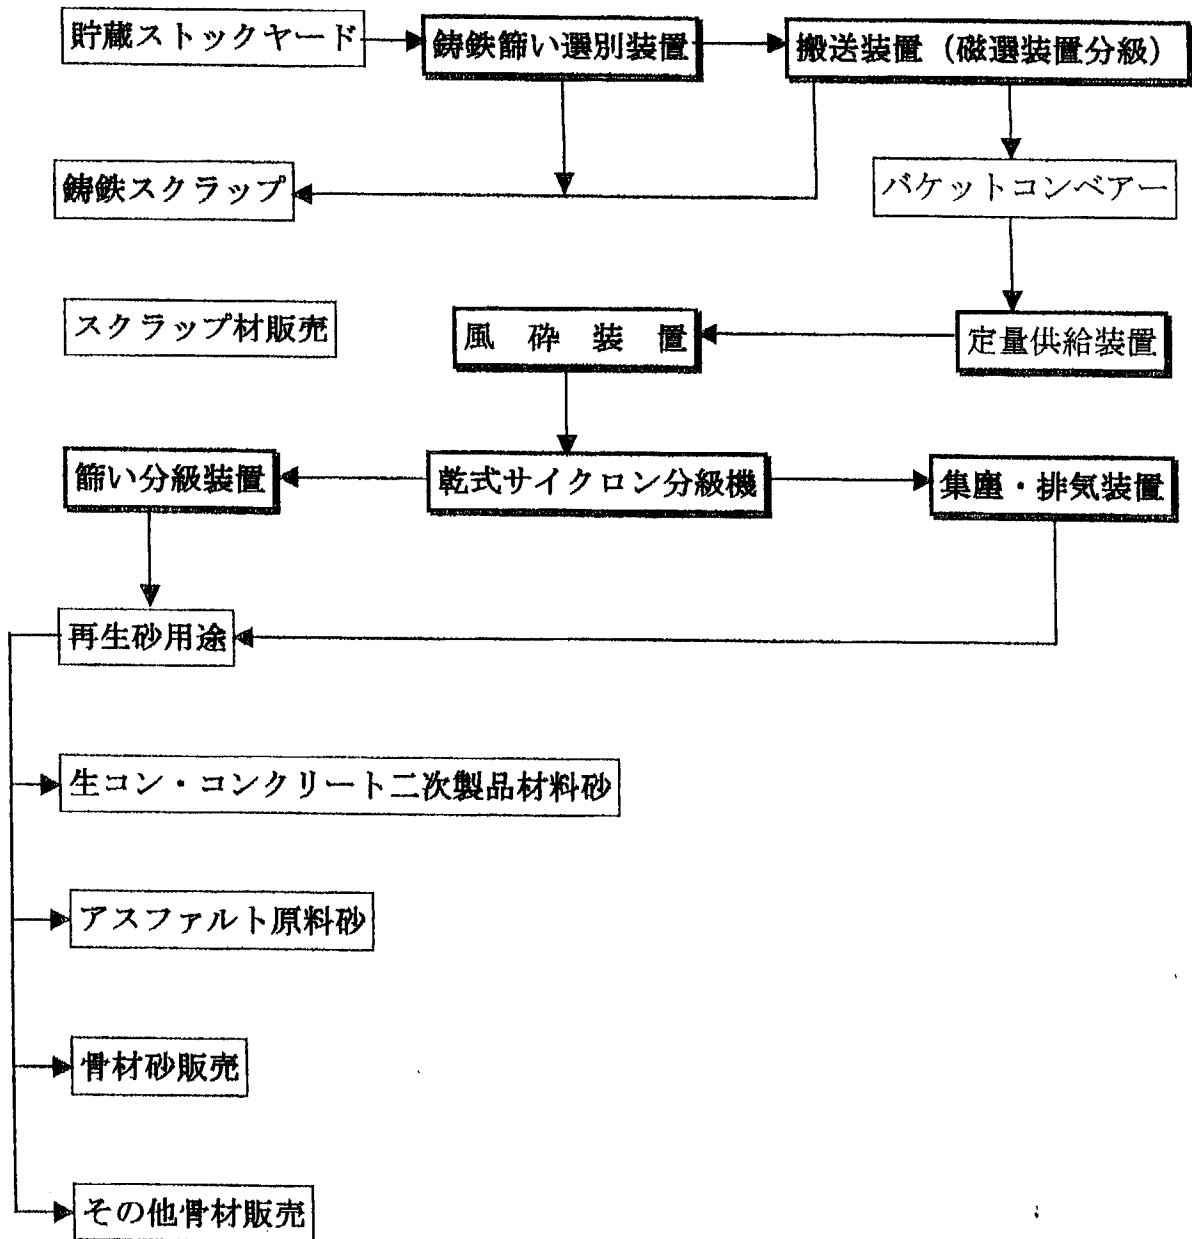 貯蔵ストックヤード
鋳鉄篩い選別装置
搬送装置（磁選装置分級）
鋳鉄スクラップ
バケットコンベアー
スクラップ材販売
風砕装置
定量供給装置
篩い分級装置
乾式サイクロン分級機
集塵・排気装置
再生砂用途
生コン・コンクリート二次製品材料砂
アスファルト原料砂
骨材砂販売
その他骨材販売